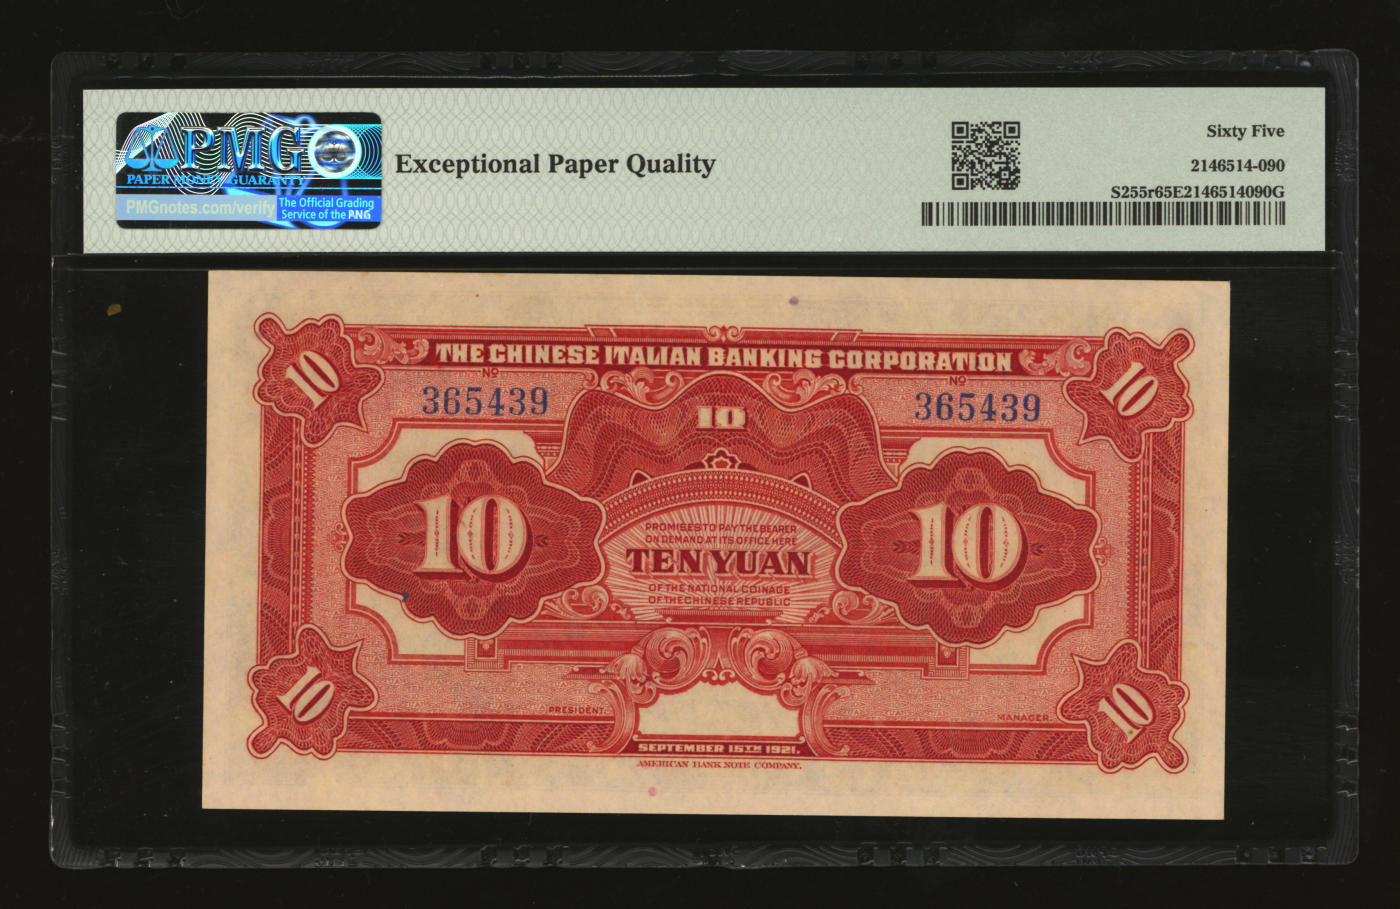 PMG
PAPER MONEY GUARANTY
PMGnotes.com/verify
The Official Grading
Service of the PNG
Exceptional Paper Quality
Sixty Five
2146514-090
S255r65E2146514090G
THE CHINESE ITALIAN BANKING CORPORATION
10
10
No
No
365439
365439
10
10
10
PROMISES TO PAY THE BEARER
ON DEMAND AT ITS OFFICE HERE
TEN YUAN
OF THE NATIONAL COINAGE
OF THE CHINESE REPUBLIC
10
10
PRESIDENT.
MANAGER.
SEPTEMBER 15TH 1921.
AMERICAN BANK NOTE COMPANY.